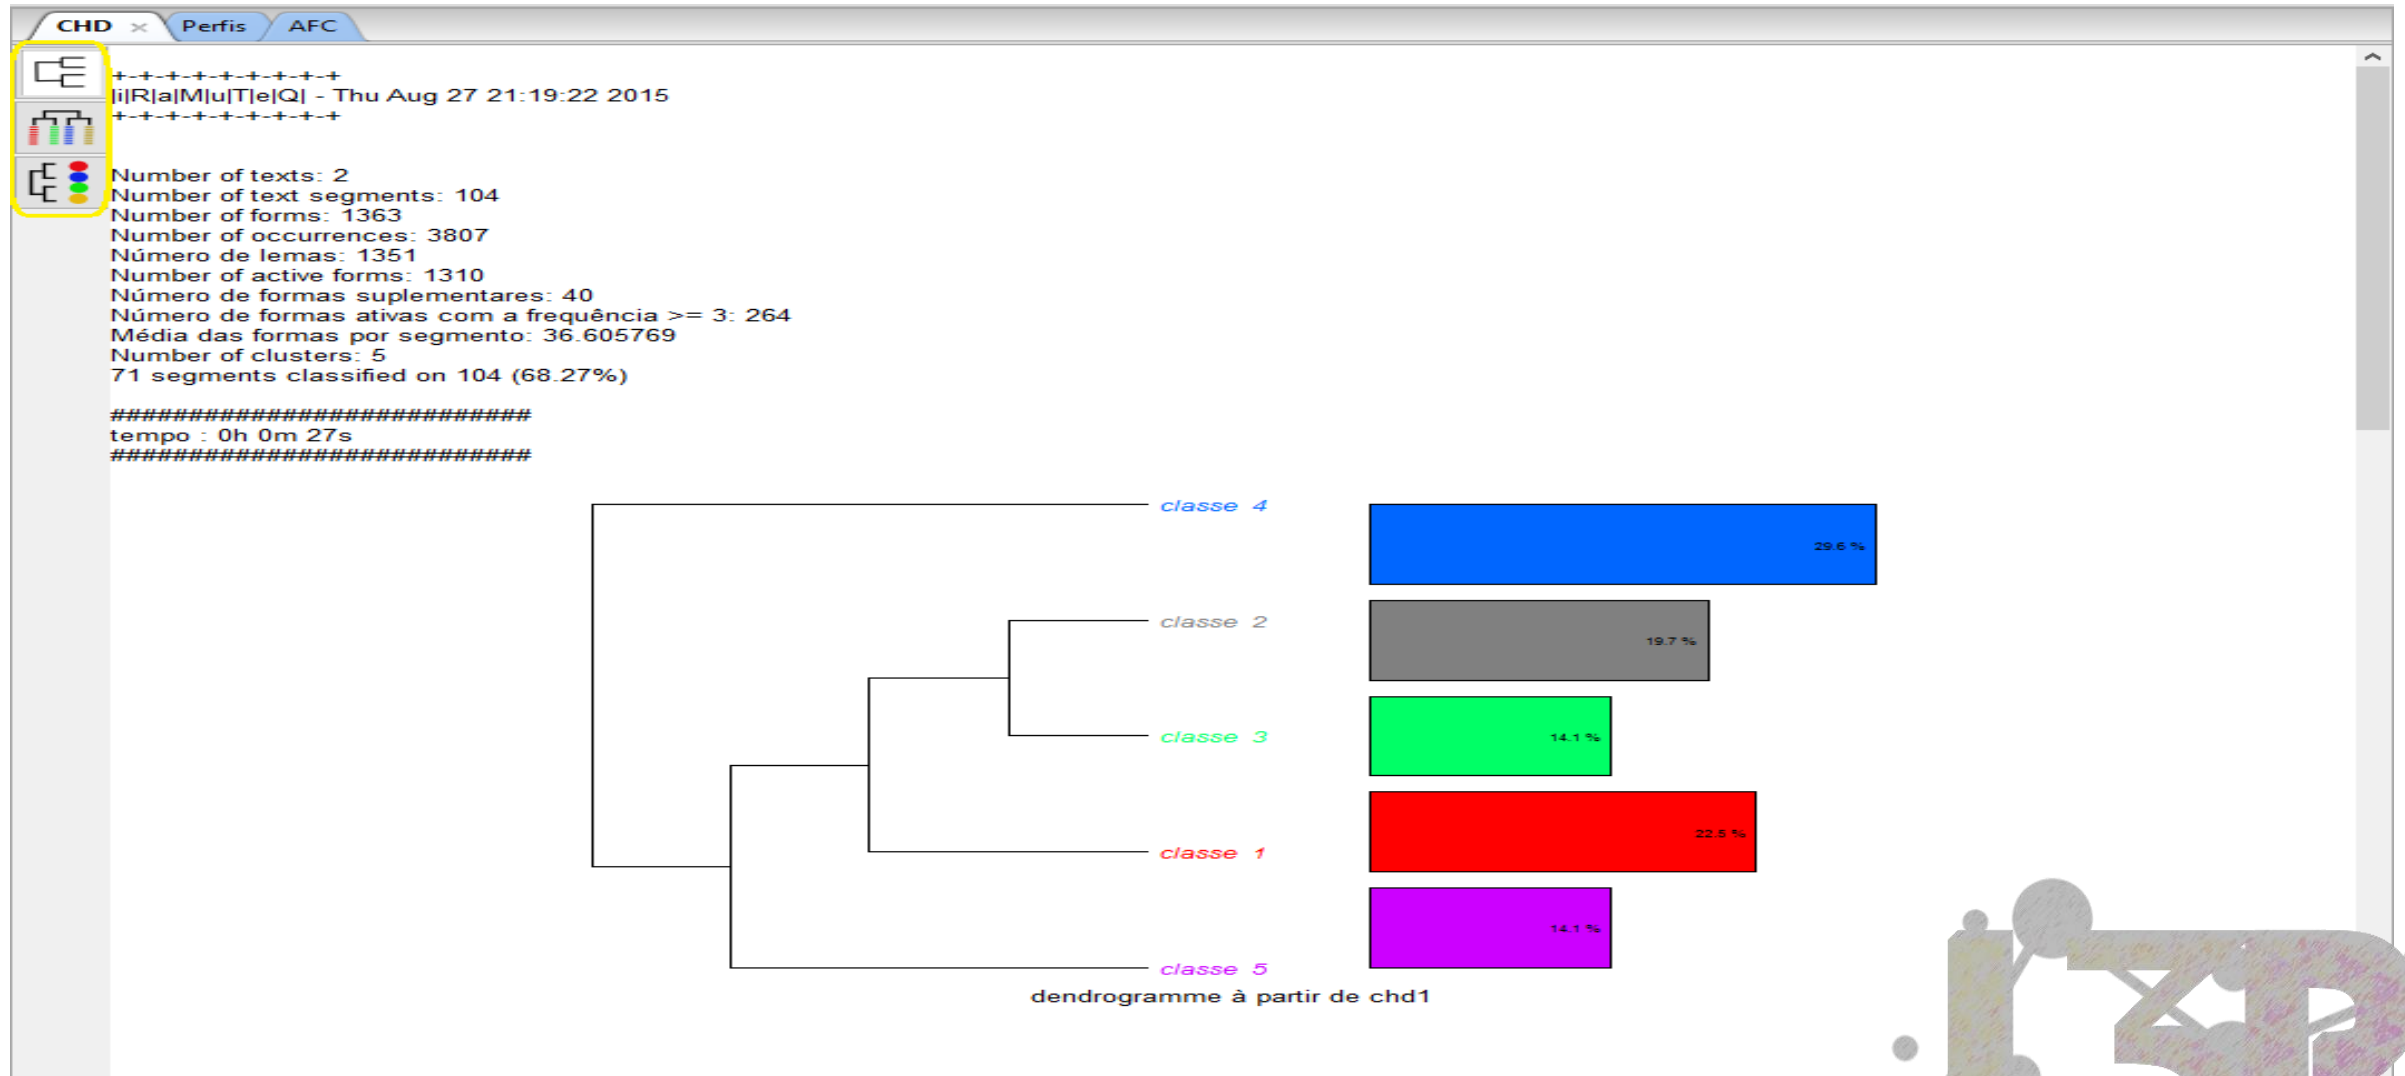 CHD Perfis AFC
+-+-+-+-+-+-+-+-+-+
|i|R|a|M|u|T|e|Q| - Thu Aug 27 21:19:22 2015
+-+-+-+-+-+-+-+-+-+
Number of texts: 2
Number of text segments: 104
Number of forms: 1363
Number of occurrences: 3807
Número de lemas: 1351
Number of active forms: 1310
Número de formas suplementares: 40
Número de formas ativas com a frequência >= 3: 264
Média das formas por segmento: 36.605769
Number of clusters: 5
71 segments classified on 104 (68.27%)
###########################
tempo : 0h 0m 27s
###########################
classe 4
29.6 %
classe 2
19.7 %
classe 3
14.1 %
classe 1
22.5 %
14.1 %
classe 5
dendrogramme à partir de chd1